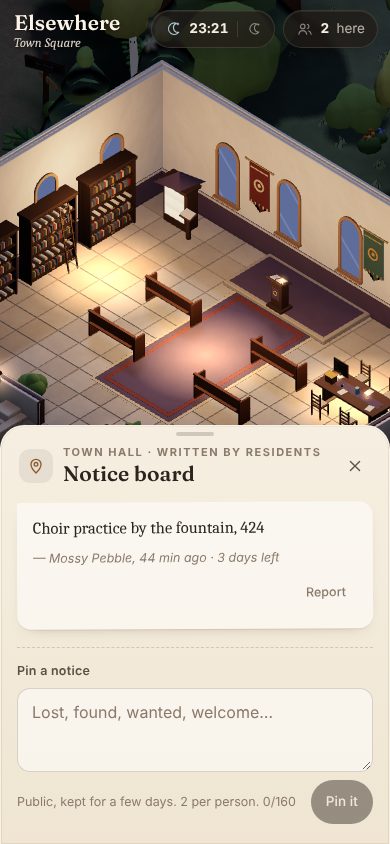 Elsewhere
Town Square
23:21
2 here
TOWN HALL · WRITTEN BY RESIDENTS
Notice board
Choir practice by the fountain, 424
— Mossy Pebble, 44 min ago · 3 days left
Report
Pin a notice
Lost, found, wanted, welcome...
Public, kept for a few days. 2 per person. 0/160
Pin it